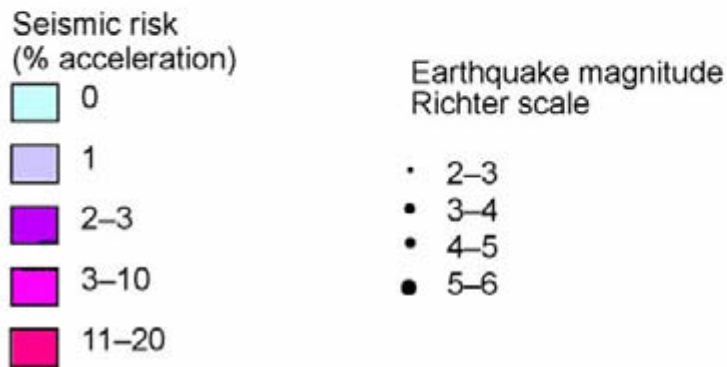 Seismic risk
(% acceleration)
0
1
2–3
3–10
11–20
Earthquake magnitude
Richter scale
2–3
3–4
4–5
5–6